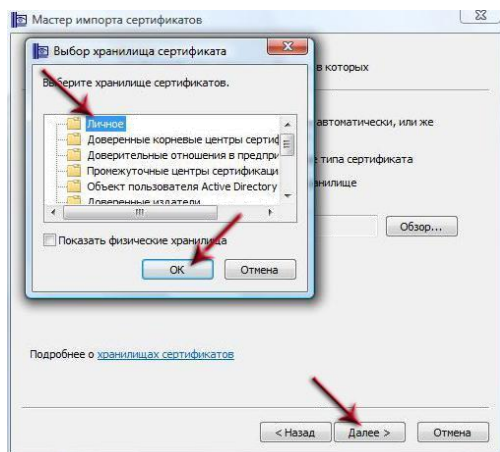 Мастер импорта сертификатов
Выбор хранилища сертификата
в которых
Выберите хранилище сертификатов.
Личное
автоматически, или же
Доверенные корневые центры сертиф
Доверительные отношения в предпри
типа сертификата
Промежуточные центры сертификаци
Объект пользователя Active Directory
Доверенные издатели
Обзор...
Показать физические хранилища
ОК
Отмена
Подробнее о хранилищах сертификатов
< Назад
Далее >
Отмена